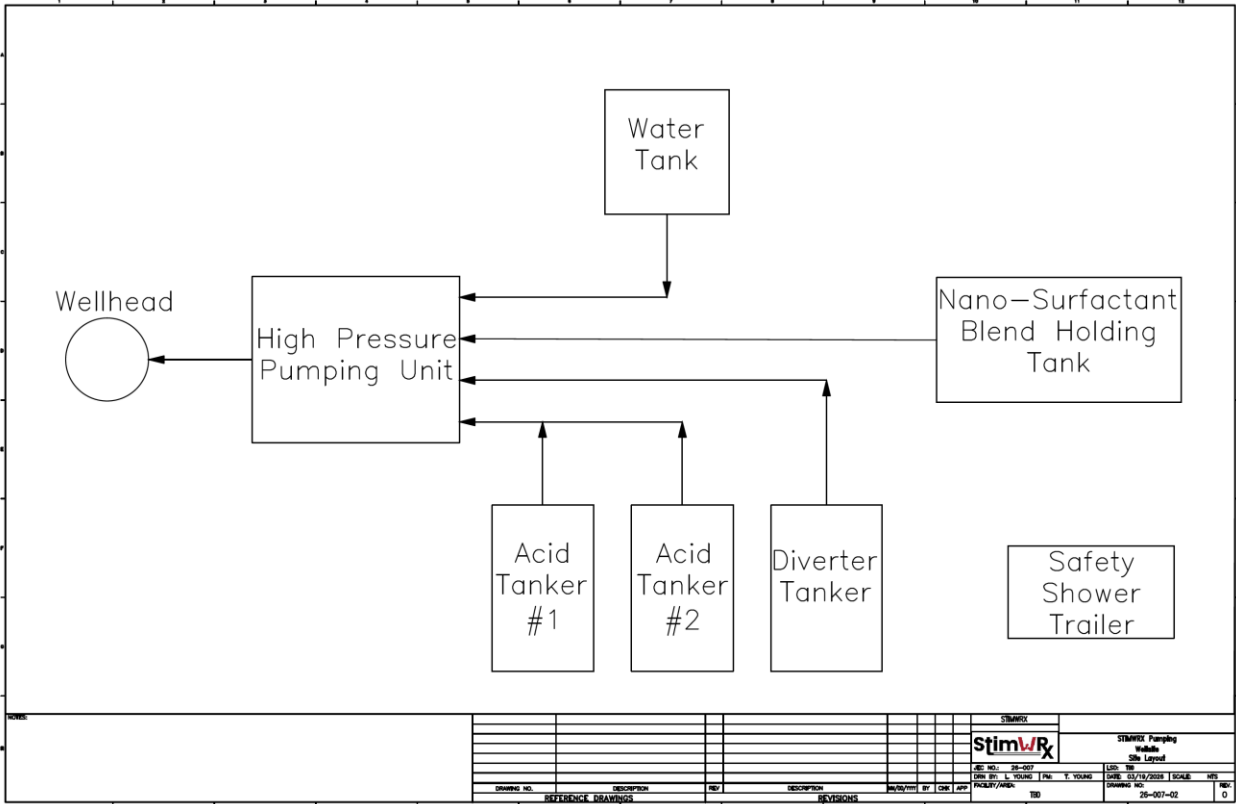 Water
Tank
Wellhead
High Pressure
Pumping Unit
Nano-Surfactant
Blend Holding
Tank
Acid
Tanker
#1
Acid
Tanker
#2
Diverter
Tanker
Safety
Shower
Trailer
NOTES:
DRAWING NO.
DESCRIPTION
REFERENCE DRAWINGS
REV
DESCRIPTION
MM/DD/YYYY
BY
CHK
APP
REVISIONS
STIMWRX
StimWRx
STIMWRX Pumping
Wellsite
Site Layout
NO.: 26-007
LSD: TBD
DRN BY: L. YOUNG
PM: T. YOUNG
DATE: 03/19/2026
SCALE: NTS
FACILITY/AREA:
TBD
DRAWING NO:
26-007-02
REV.
0